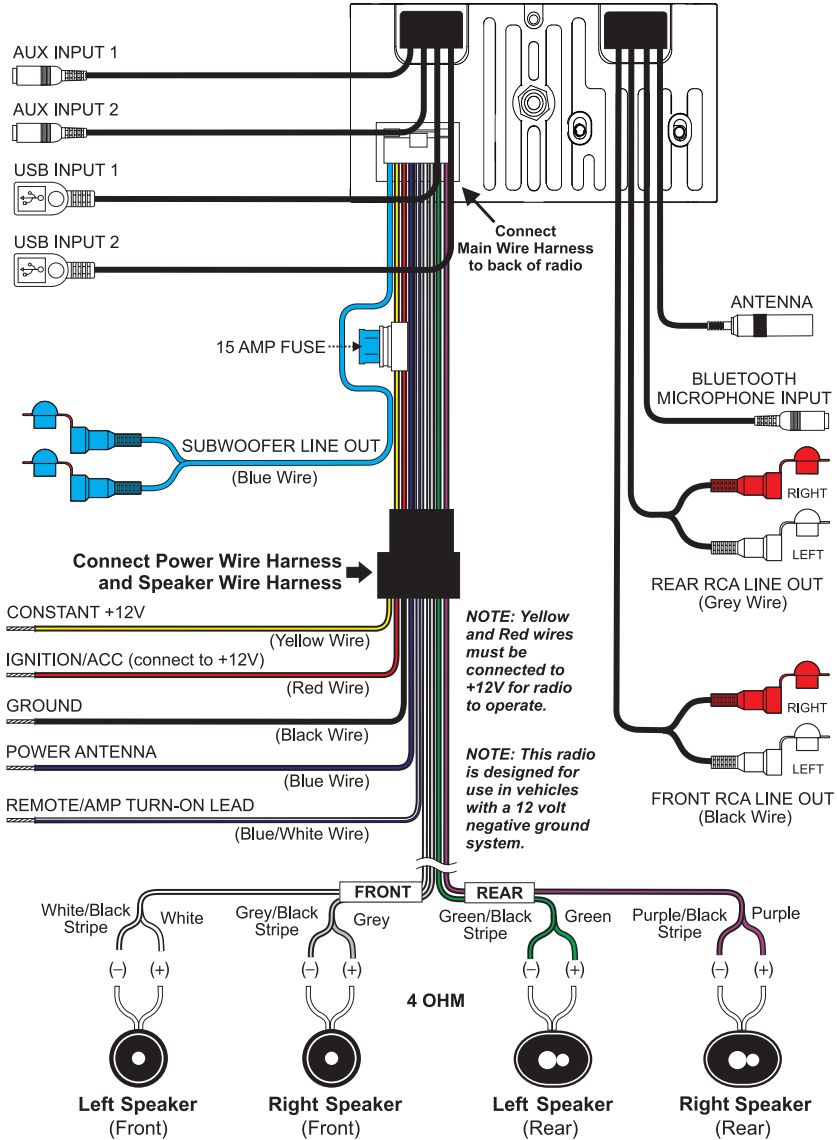 AUX INPUT 1
AUX INPUT 2
USB INPUT 1
USB INPUT 2
Connect
Main Wire Harness
to back of radio
ANTENNA
15 AMP FUSE
BLUETOOTH
MICROPHONE INPUT
SUBWOOFER LINE OUT
(Blue Wire)
RIGHT
LEFT
REAR RCA LINE OUT
(Grey Wire)
Connect Power Wire Harness
and Speaker Wire Harness
CONSTANT +12V
(Yellow Wire)
IGNITION/ACC (connect to +12V)
(Red Wire)
GROUND
(Black Wire)
POWER ANTENNA
(Blue Wire)
REMOTE/AMP TURN-ON LEAD
(Blue/White Wire)
NOTE: Yellow
and Red wires
must be
connected to
+12V for radio
to operate.
NOTE: This radio
is designed for
use in vehicles
with a 12 volt
negative ground
system.
RIGHT
LEFT
FRONT RCA LINE OUT
(Black Wire)
FRONT
REAR
White/Black
Stripe
White
Grey/Black
Stripe
Grey
Green/Black
Stripe
Green
Purple/Black
Stripe
Purple
(–) (+)
(–) (+)
(–) (+)
(–) (+)
4 OHM
Left Speaker
(Front)
Right Speaker
(Front)
Left Speaker
(Rear)
Right Speaker
(Rear)